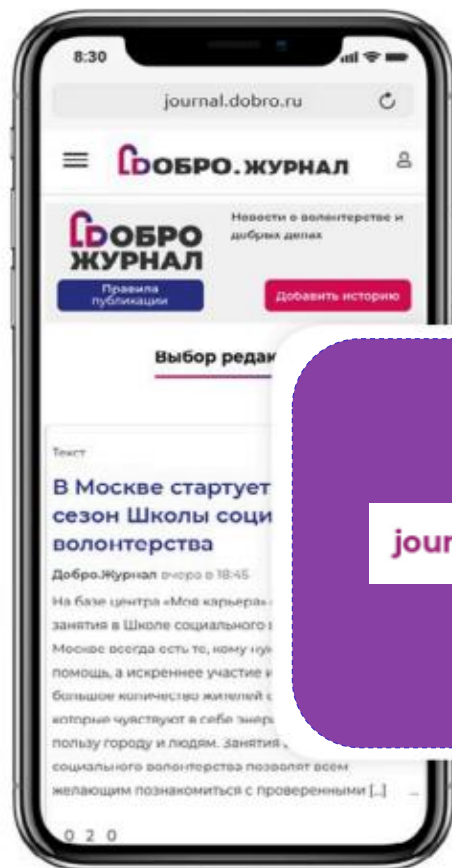 8:30
journal.dobro.ru
ДОБРО.ЖУРНАЛ
ДОБРО
ЖУРНАЛ
Новости о волонтерстве и
добрых делах
Правила
публикации
Добавить историю
Выбор редак
Текст
В Москве стартует
сезон Школы соци
волонтерства
Добро.Журнал вчера в 18:45
На базе центра «Моя карьера»
занятия в Школе социального в
Москве всегда есть те, кому нуж
помощь, а искреннее участие и
большое количество жителей с
которые чувствуют в себе энер
пользу городу и людям. Занятия
социального волонтерства позволят всем
желающим познакомиться с проверенными [...] ...
0 2 0
jour